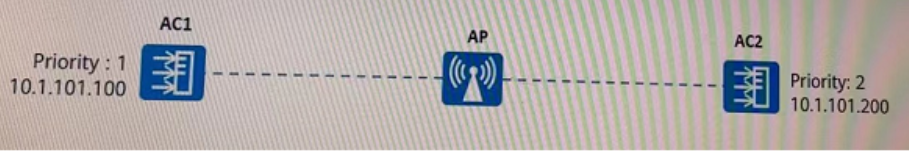 AC1
Priority : 1
10.1.101.100
AP
AC2
Priority: 2
10.1.101.200